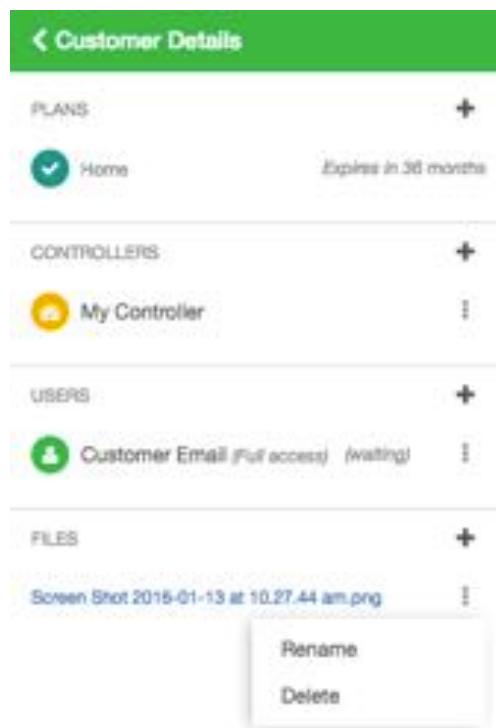 Customer Details
PLANS
Home Expires in 36 months
CONTROLLERS
My Controller
USERS
Customer Email (Full access) (waiting)
FILES
Screen Shot 2016-01-13 at 10.27.44 am.png
Rename
Delete